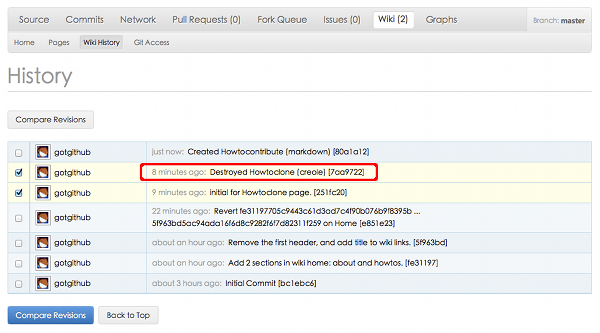 Source Commits Network Pull Requests (0) Fork Queue Issues (0) Wiki (2) Graphs Branch: master
Home Pages Wiki History Git Access
History
Compare Revisions
gotgithub just now: Created Howtocontribute (markdown) [80a1a12]
gotgithub 8 minutes ago: Destroyed Howtoclone (creole) [7aa9722]
gotgithub 9 minutes ago: initial for Howtoclone page. [251fc20]
gotgithub 22 minutes ago: Revert fe31197705c9443c61d3ad7c4f90b076b9f8395b ...
5f963bd5ac94ada16f6d8c9282f6f7d82311f259 on Home [e851e23]
gotgithub about an hour ago: Remove the first header, and add title to wiki links. [5f963bd]
gotgithub about an hour ago: Add 2 sections in wiki home: about and howtos. [fe31197]
gotgithub about 3 hours ago: Initial Commit [bc1ebc6]
Compare Revisions Back to Top